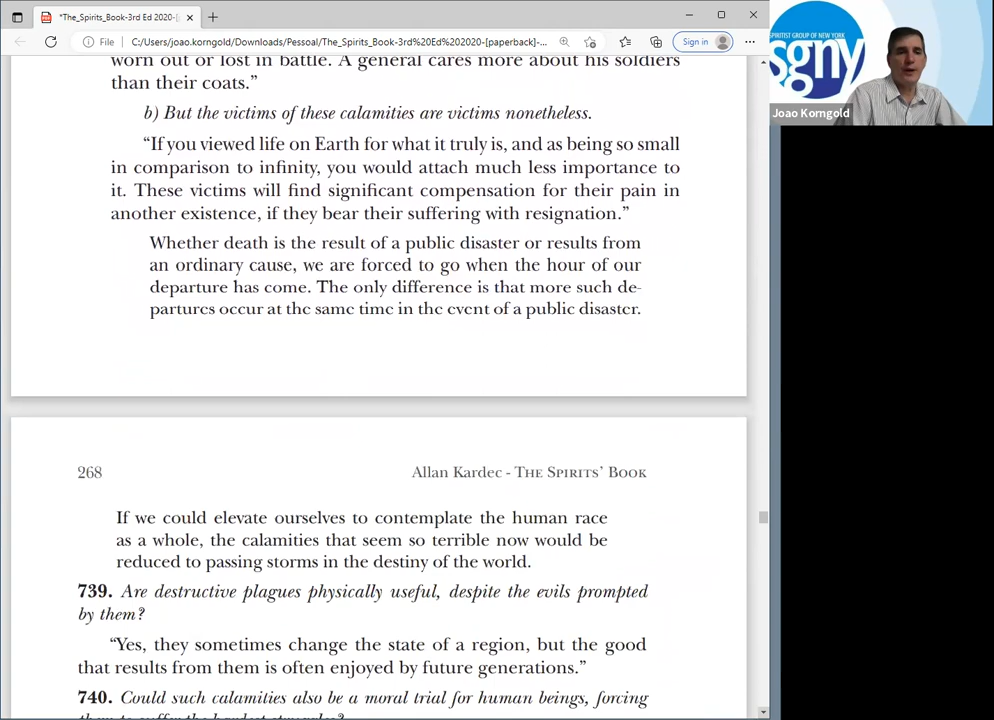 *The_Spirits_Book-3rd Ed 2020-[
File
C:/Users/joao.korngold/Downloads/Pessoal/The_Spirits_Book-3rd%20Ed%202020-[paperback]-...
Sign in
SPIRITIST GROUP OF NEW YORK
sgny
Joao Korngold
worn out or lost in battle. A general cares more about his soldiers
than their coats.”
b) But the victims of these calamities are victims nonetheless.
“If you viewed life on Earth for what it truly is, and as being so small
in comparison to infinity, you would attach much less importance to
it. These victims will find significant compensation for their pain in
another existence, if they bear their suffering with resignation.”
Whether death is the result of a public disaster or results from
an ordinary cause, we are forced to go when the hour of our
departure has come. The only difference is that more such de-
partures occur at the same time in the event of a public disaster.
268
Allan Kardec - The Spirits’ Book
If we could elevate ourselves to contemplate the human race
as a whole, the calamities that seem so terrible now would be
reduced to passing storms in the destiny of the world.
739. Are destructive plagues physically useful, despite the evils prompted
by them?
“Yes, they sometimes change the state of a region, but the good
that results from them is often enjoyed by future generations.”
740. Could such calamities also be a moral trial for human beings, forcing
them to suffer the hardest struggles?